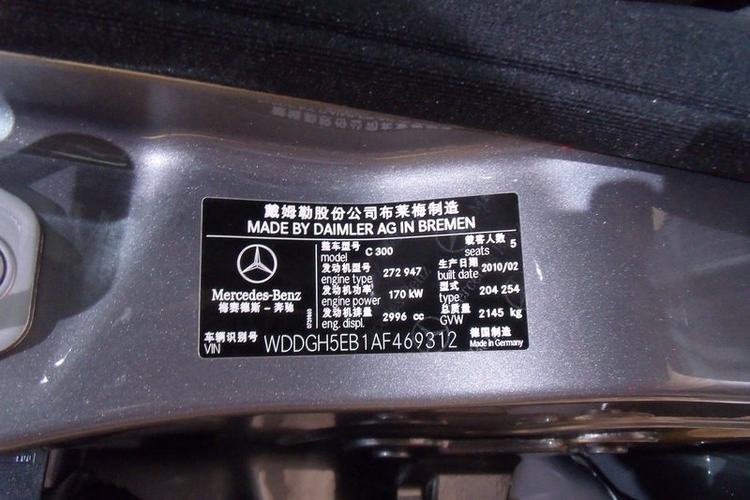 戴姆勒股份公司布莱梅制造
MADE BY DAIMLER AG IN BREMEN
Mercedes-Benz
梅赛德斯－奔驰
整车型号
model
C 300
载客人数
seats
5
发动机型号
engine type
272 947
生产日期
built date
2010/02
发动机功率
engine power
170 kW
型式
type
204 254
发动机排量
eng. displ.
2996 cc
总质量
GVW
2145 kg
车辆识别号
VIN
WDDGH5EB1AF469312
德国制造
Made in Germany